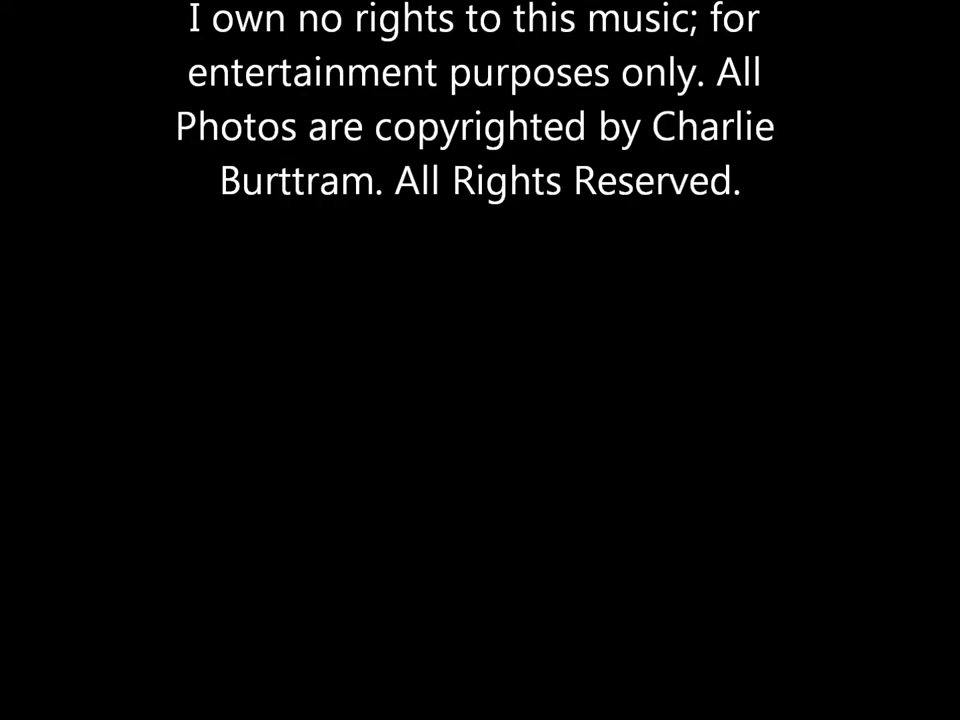 I own no rights to this music; for
entertainment purposes only. All
Photos are copyrighted by Charlie
Burttram. All Rights Reserved.